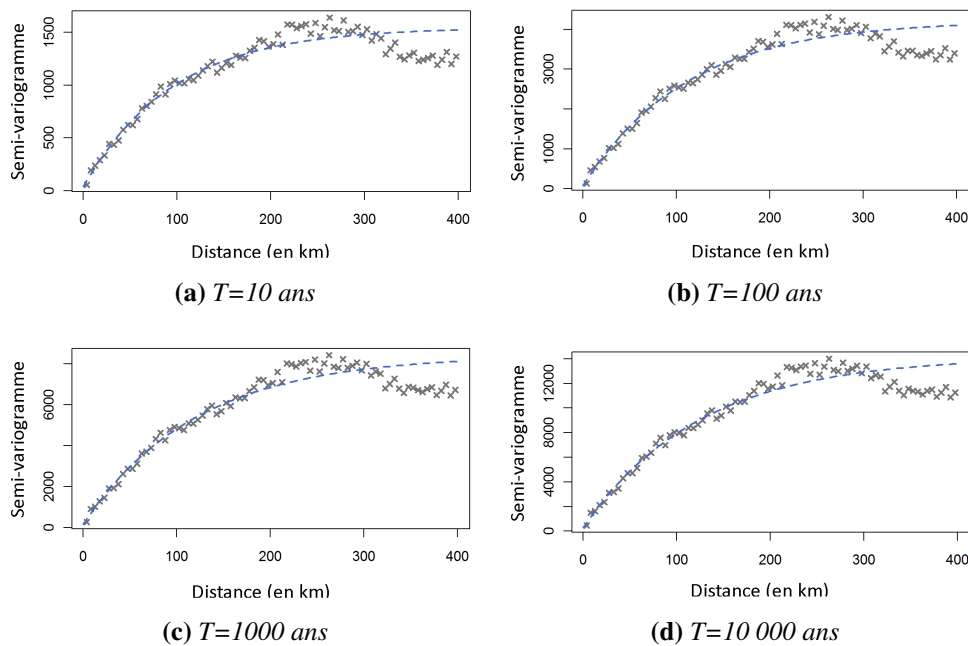 Semi-variogramme
0 500 1000 1500
0 100 200 300 400
Distance (en km)
(a) T=10 ans
Semi-variogramme
0 1000 3000
0 100 200 300 400
Distance (en km)
(b) T=100 ans
Semi-variogramme
0 2000 6000
0 100 200 300 400
Distance (en km)
(c) T=1000 ans
Semi-variogramme
0 4000 8000 12000
0 100 200 300 400
Distance (en km)
(d) T=10 000 ans